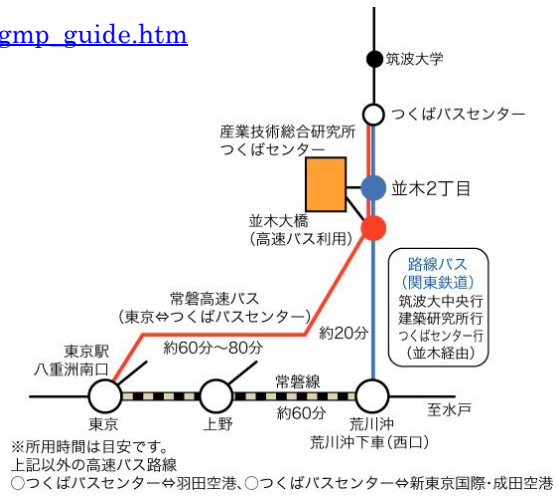 gmp_guide.htm
筑波大学
つくばバスセンター
産業技術総合研究所
つくばセンター
並木2丁目
並木大橋
(高速バス利用)
路線バス
(関東鉄道)
筑波大中央行
建築研究所行
つくばセンター行
(並木経由)
常磐高速バス
(東京⇔つくばバスセンター)
約20分
約60分〜80分
東京駅
八重洲南口
常磐線
約60分
至水戸
東京
上野
荒川沖
荒川沖下車(西口)
※所用時間は目安です。
上記以外の高速バス路線
○つくばバスセンター⇔羽田空港、○つくばバスセンター⇔新東京国際・成田空港